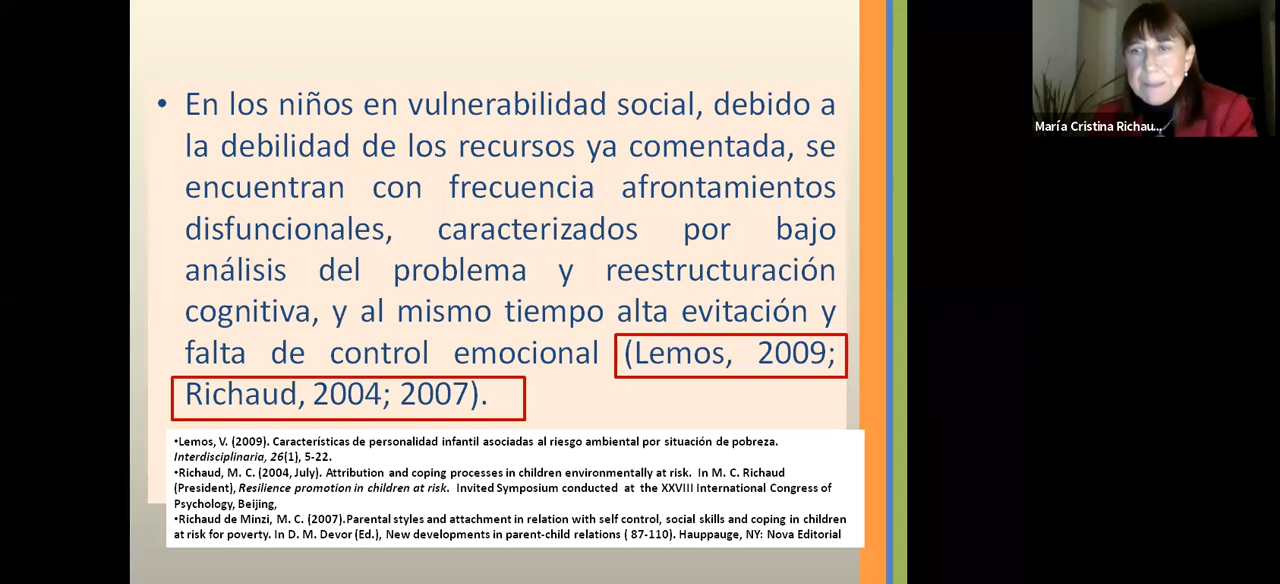 • En los niños en vulnerabilidad social, debido a
la debilidad de los recursos ya comentada, se
encuentran con frecuencia afrontamientos
disfuncionales, caracterizados por bajo
análisis del problema y reestructuración
cognitiva, y al mismo tiempo alta evitación y
falta de control emocional (Lemos, 2009;
Richaud, 2004; 2007).
•Lemos, V. (2009). Características de personalidad infantil asociadas al riesgo ambiental por situación de pobreza.
Interdisciplinaria, 26(1), 5-22.
•Richaud, M. C. (2004, July). Attribution and coping processes in children environmentally at risk. In M. C. Richaud
(President), Resilience promotion in children at risk. Invited Symposium conducted at the XXVIII International Congress of
Psychology, Beijing,
•Richaud de Minzi, M. C. (2007).Parental styles and attachment in relation with self control, social skills and coping in children
at risk for poverty. In D. M. Devor (Ed.), New developments in parent-child relations ( 87-110). Hauppauge, NY: Nova Editorial
María Cristina Richau...